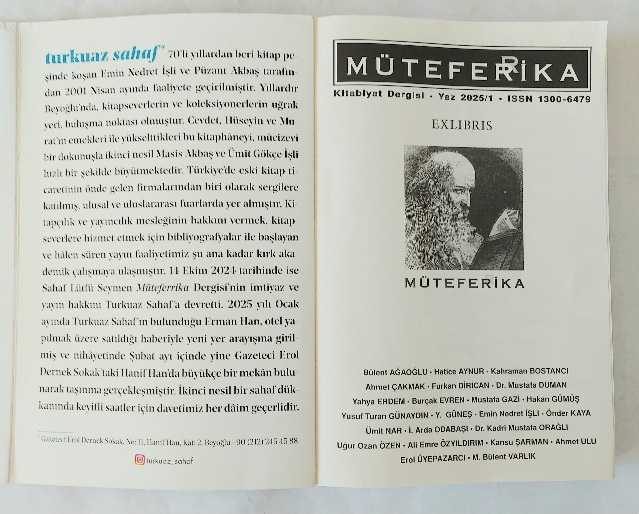 turkuaz sahaf* 70'li yıllardan beri kitap pe-
şinde koşan Emin Nedret İşli ve Püzant Akbaş tarafın-
dan 2001 Nisan ayında faaliyete geçirilmiştir. Yıllardır
Beyoğlu'nda, kitapseverlerin ve koleksiyonerlerin uğrak
yeri, buluşma noktası olmuştur. Cevdet, Hüseyin ve Mu-
rat'ın emekleri ile yükselttikleri bu kitaphâneyi, mûcizevî
bir dokunuşla ikinci nesil Masis Akbaş ve Ümit Gökçe İşli
hızlı bir şekilde büyütmektedir. Türkiye'de eski kitap ti-
caretinin önde gelen firmalarından biri olarak sergilere
katılmış, ulusal ve uluslararası fuarlarda yer almıştır. Ki-
tapçılık ve yayıncılık mesleğinin hakkını vermek, kitap-
severlere hizmet etmek için bibliyografyalar ile başlayan
ve hâlen süren yayın faaliyetimiz şu ana kadar kırk aka-
demik çalışmaya ulaşmıştır. 14 Ekim 2024 tarihinde ise
Sahaf Lütfü Seymen Müteferrika Dergisi'nin imtiyaz ve
yayın hakkını Turkuaz Sahaf'a devretti. 2025 yılı Ocak
ayında Turkuaz Sahaf'ın bulunduğu Erman Han, otel ya-
pılmak üzere satıldığı haberiyle yeni yer arayışına giril-
miş ve nihâyetinde Şubat ayı içinde yine Gazeteci Erol
Dernek Sokak'taki Hanif Han'da büyükçe bir mekân bulu-
narak taşınma gerçekleşmiştir. İkinci nesil bir sahaf dük-
kanında keyifli saatler için davetimiz her dâim geçerlidir.
* Gazeteci Erol Dernek Sokak, No: 11, Hanif Han, Kat: 2, Beyoğlu -90 (212) 245 45 88
turkuaz_sahaf
MÜTEFERRİKA
Kitabiyat Dergisi • Yaz 2025/1 • ISSN 1300-6479
EXLIBRIS
MÜTEFERRİKA
Bülent AĞAOĞLU • Hatice AYNUR • Kahraman BOSTANCI
Ahmet ÇAKMAK • Furkan DİRİCAN • Dr. Mustafa DUMAN
Yahya ERDEM • Burçak EVREN • Mustafa GAZİ • Hakan GÜMÜŞ
Yusuf Turan GÜNAYDIN • Y. GÜNEŞ • Emin Nedret İŞLİ • Önder KAYA
Ümit NAR • İ. Arda ODABAŞI • Dr. Kadri Mustafa ORAĞLI
Uğur Ozan ÖZEN • Ali Emre ÖZYILDIRIM • Kansu ŞARMAN • Ahmet ULU
Erol ÜYEPAZARCI • M. Bülent VARLIK